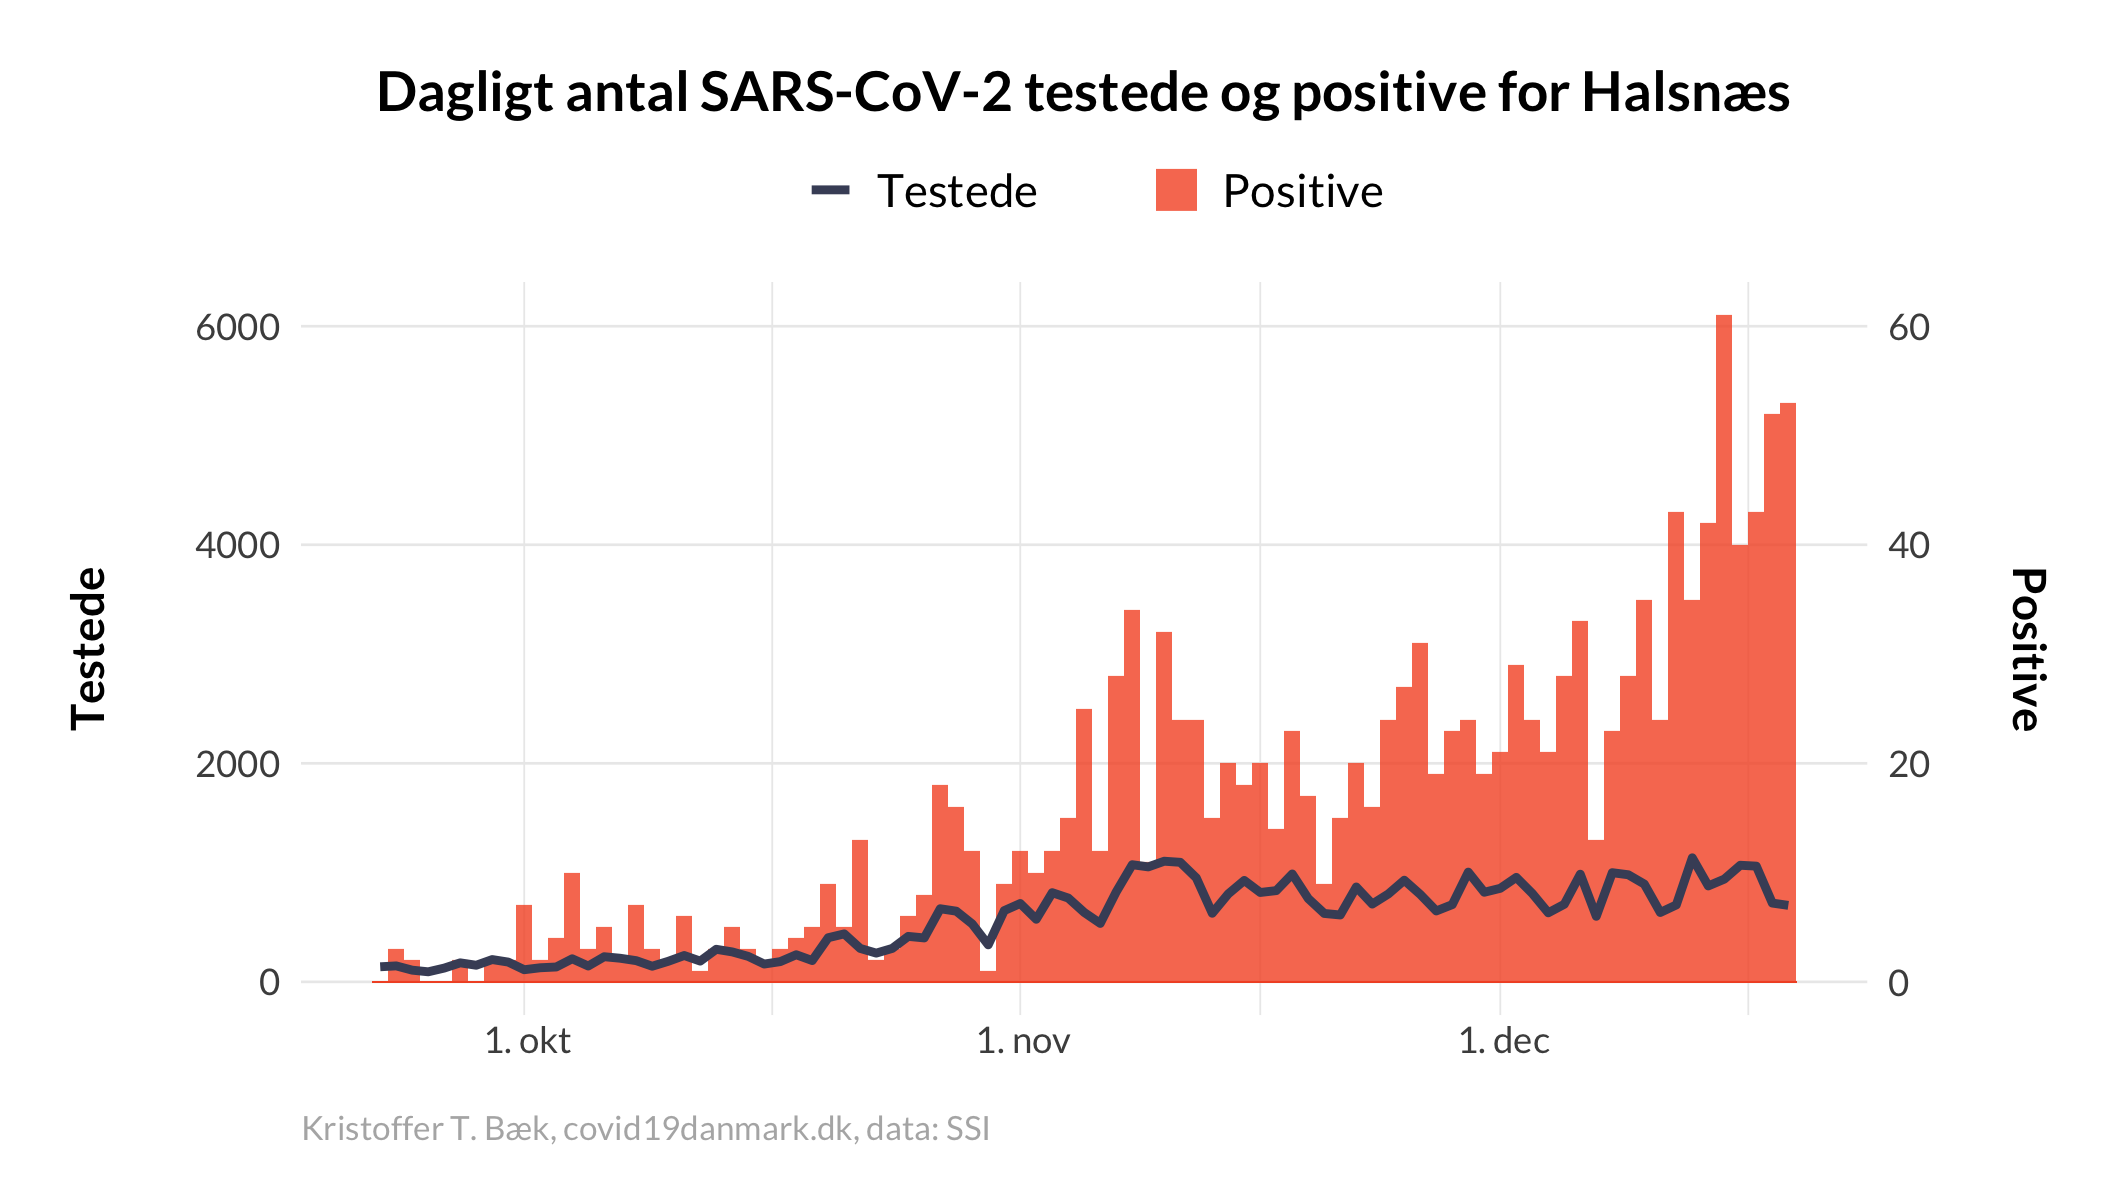 Dagligt antal SARS-CoV-2 testede og positive for Halsnæs
Testede
Positive
6000
4000
2000
0
Testede
60
40
20
0
Positive
1. okt
1. nov
1. dec
Kristoffer T. Bæk, covid19danmark.dk, data: SSI